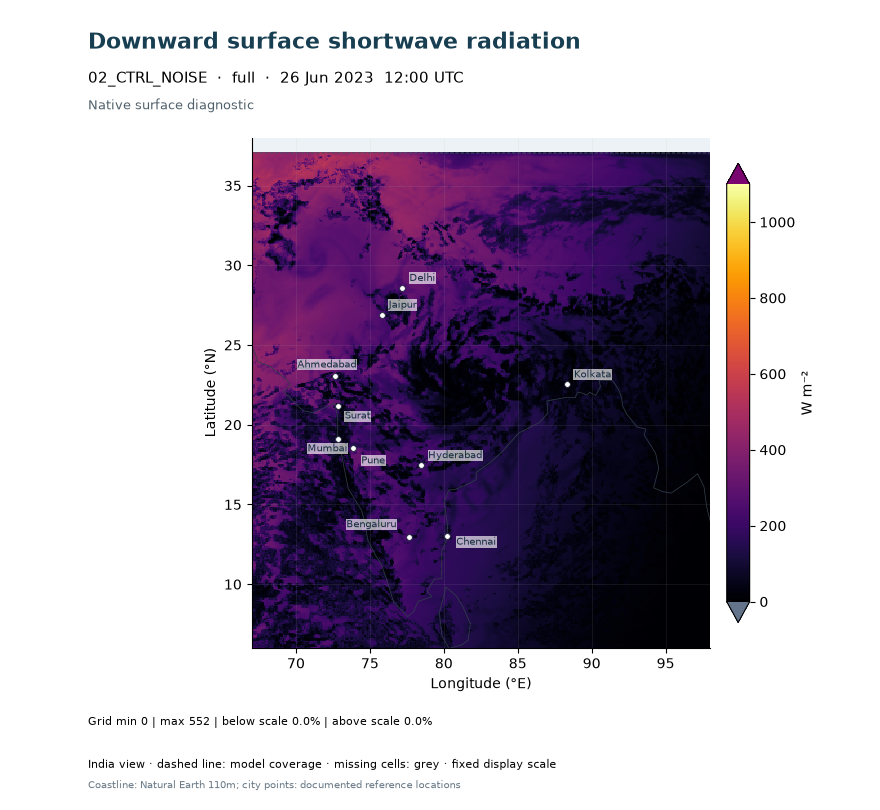 Downward surface shortwave radiation
02_CTRL_NOISE · full · 26 Jun 2023 12:00 UTC
Native surface diagnostic
35
30
25
20
15
10
Latitude (°N)
70 75 80 85 90 95
Longitude (°E)
Delhi
Jaipur
Ahmedabad
Kolkata
Surat
Mumbai
Pune
Hyderabad
Bengaluru
Chennai
1000
800
600
400
200
0
W m⁻²
Grid min 0 | max 552 | below scale 0.0% | above scale 0.0%
India view · dashed line: model coverage · missing cells: grey · fixed display scale
Coastline: Natural Earth 110m; city points: documented reference locations